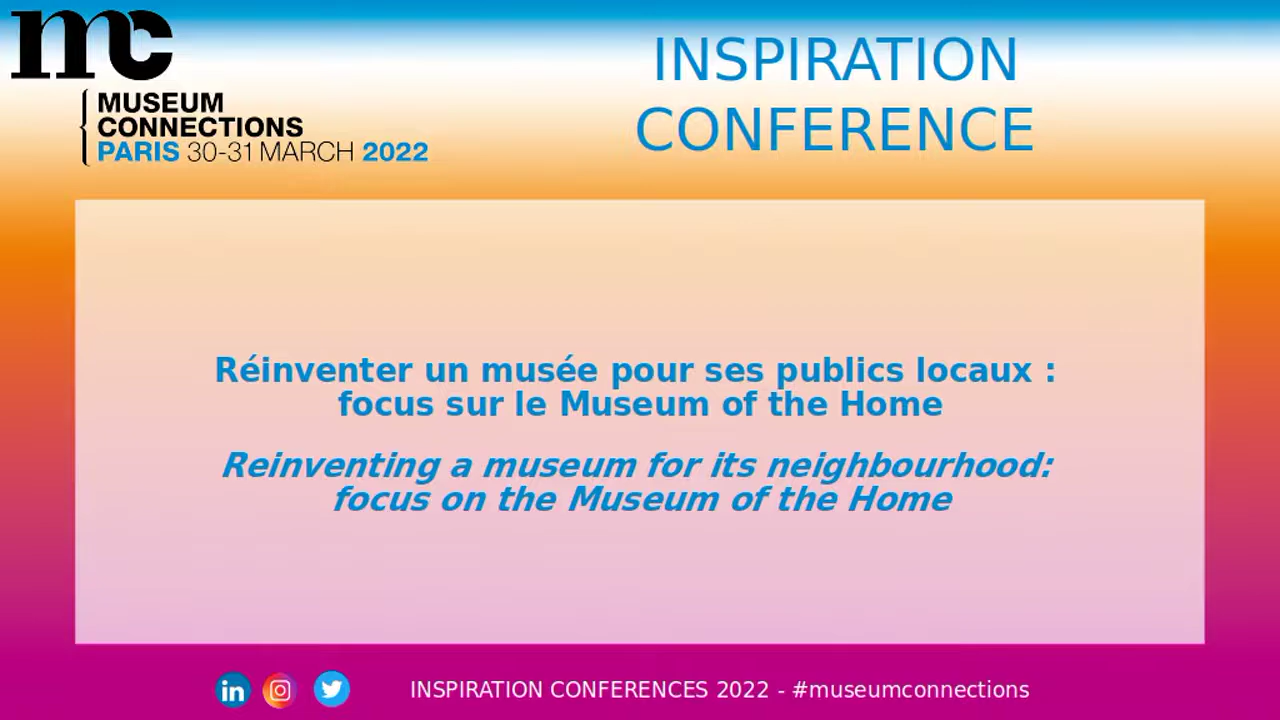 mc
MUSEUM
CONNECTIONS
PARIS 30-31 MARCH 2022
INSPIRATION
CONFERENCE
Réinventer un musée pour ses publics locaux :
focus sur le Museum of the Home
Reinventing a museum for its neighbourhood:
focus on the Museum of the Home
in
INSPIRATION CONFERENCES 2022 - #museumconnections